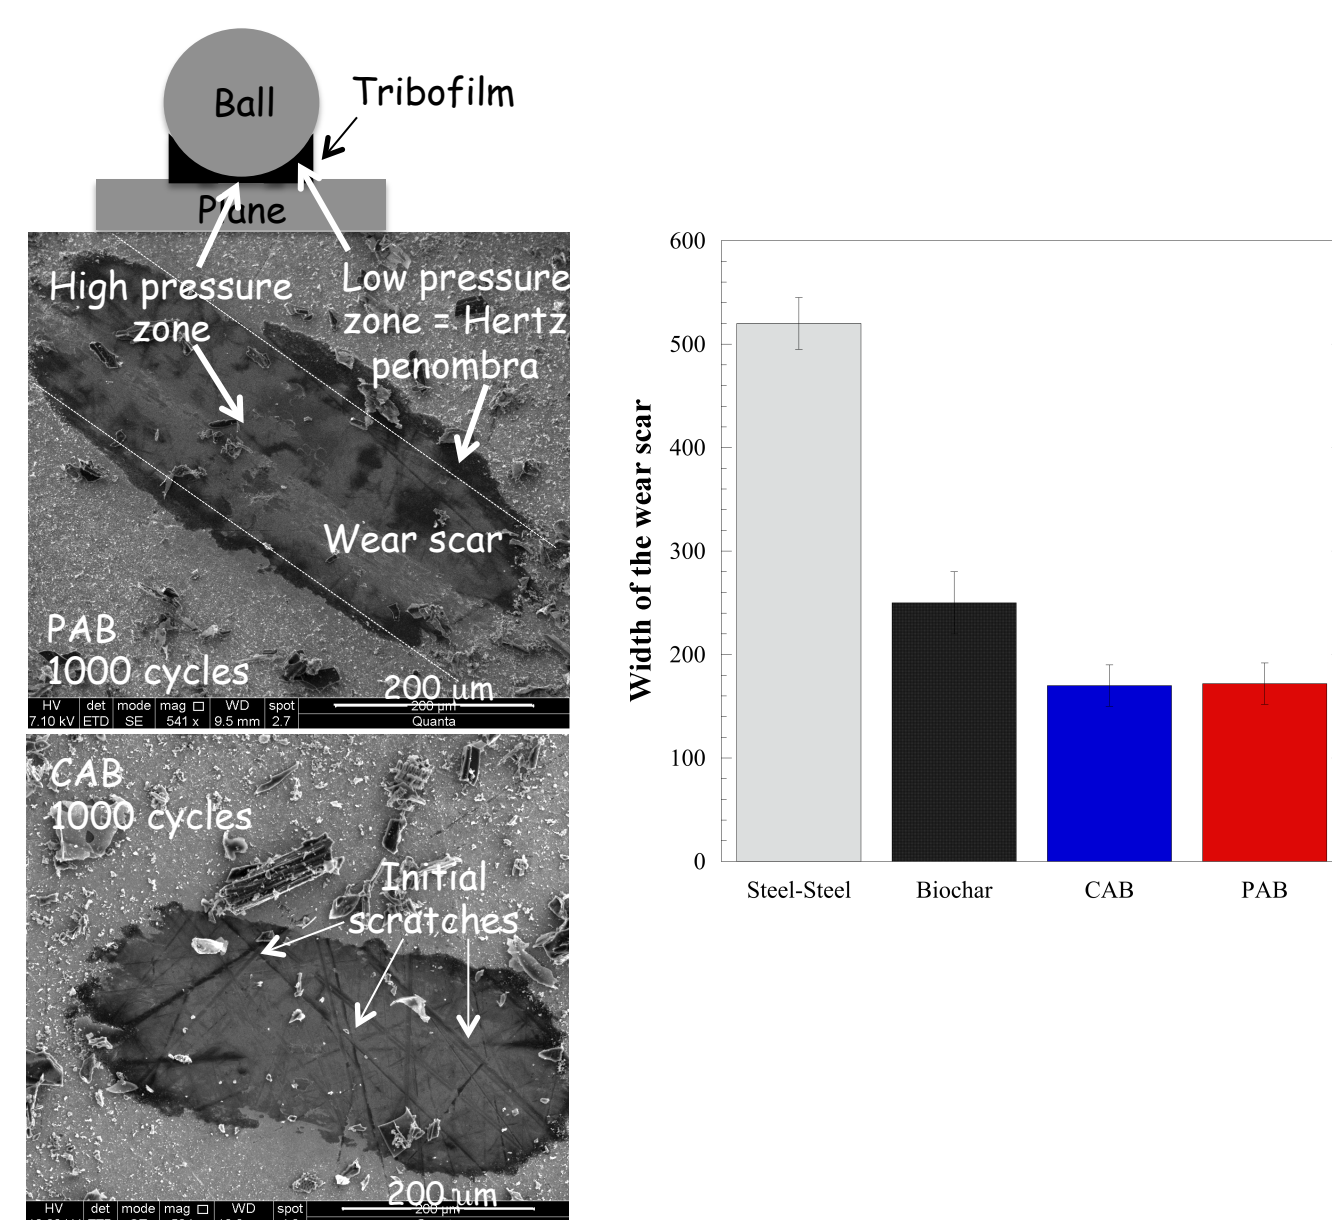 Ball
Tribofilm
Plane
High pressure
zone
Low pressure
zone = Hertz
penombra
Wear scar
PAB
1000 cycles
200 μm
HV det mode mag □ WD spot 200 μm
7.10 kV ETD SE 541 x 9.5 mm 2.7 Quanta
CAB
1000 cycles
Initial
scratches
200 μm
HV det mode mag □ WD spot 200 μm
Width of the wear scar
600
500
400
300
200
100
0
Steel-Steel Biochar CAB PAB